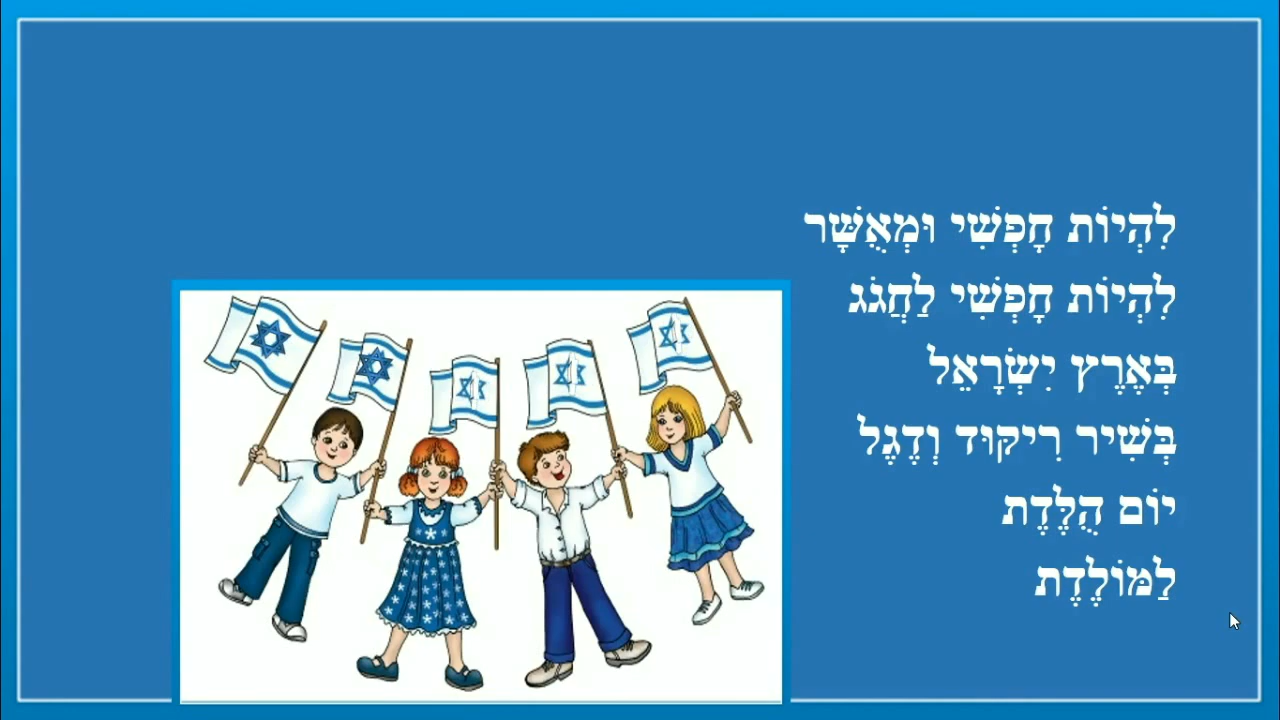 לִהְיוֹת חָפְשִׁי וּמְאֻשָּׁר
לִהְיוֹת חָפְשִׁי לַחֲגֹג
בְּאֶרֶץ יִשְׂרָאֵל
בְּשִׁיר רִיקּוּד וְדֶגֶל
יוֹם הֻלֶּדֶת
לַמּוֹלֶדֶת